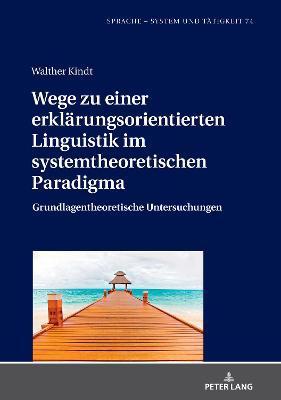 SPRACHE – SYSTEM UND TÄTIGKEIT 74
Walther Kindt
Wege zu einer
erklärungsorientierten
Linguistik im
systemtheoretischen
Paradigma
Grundlagentheoretische Untersuchungen
PETER LANG